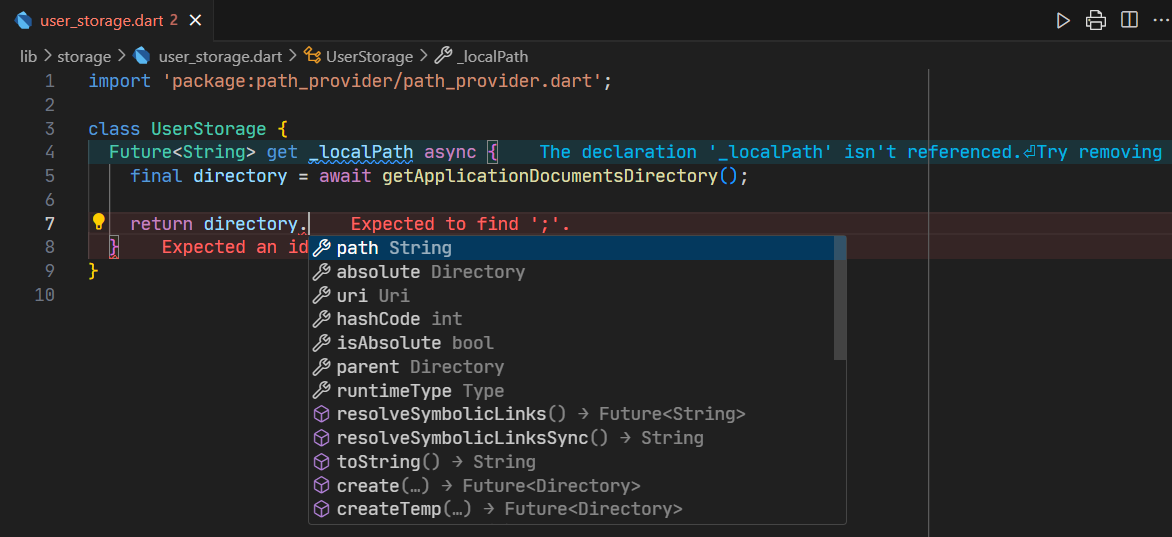 user_storage.dart 2
lib > storage > user_storage.dart > UserStorage > _localPath
1 import 'package:path_provider/path_provider.dart';
2
3 class UserStorage {
4 Future<String> get _localPath async { The declaration '_localPath' isn't referenced.⏎Try removing
5 final directory = await getApplicationDocumentsDirectory();
6
7 return directory. Expected to find ';'.
8 } Expected an id
path String
9 }
absolute Directory
10
uri Uri
hashCode int
isAbsolute bool
parent Directory
runtimeType Type
resolveSymbolicLinks() → Future<String>
resolveSymbolicLinksSync() → String
toString() → String
create(…) → Future<Directory>
createTemp(…) → Future<Directory>